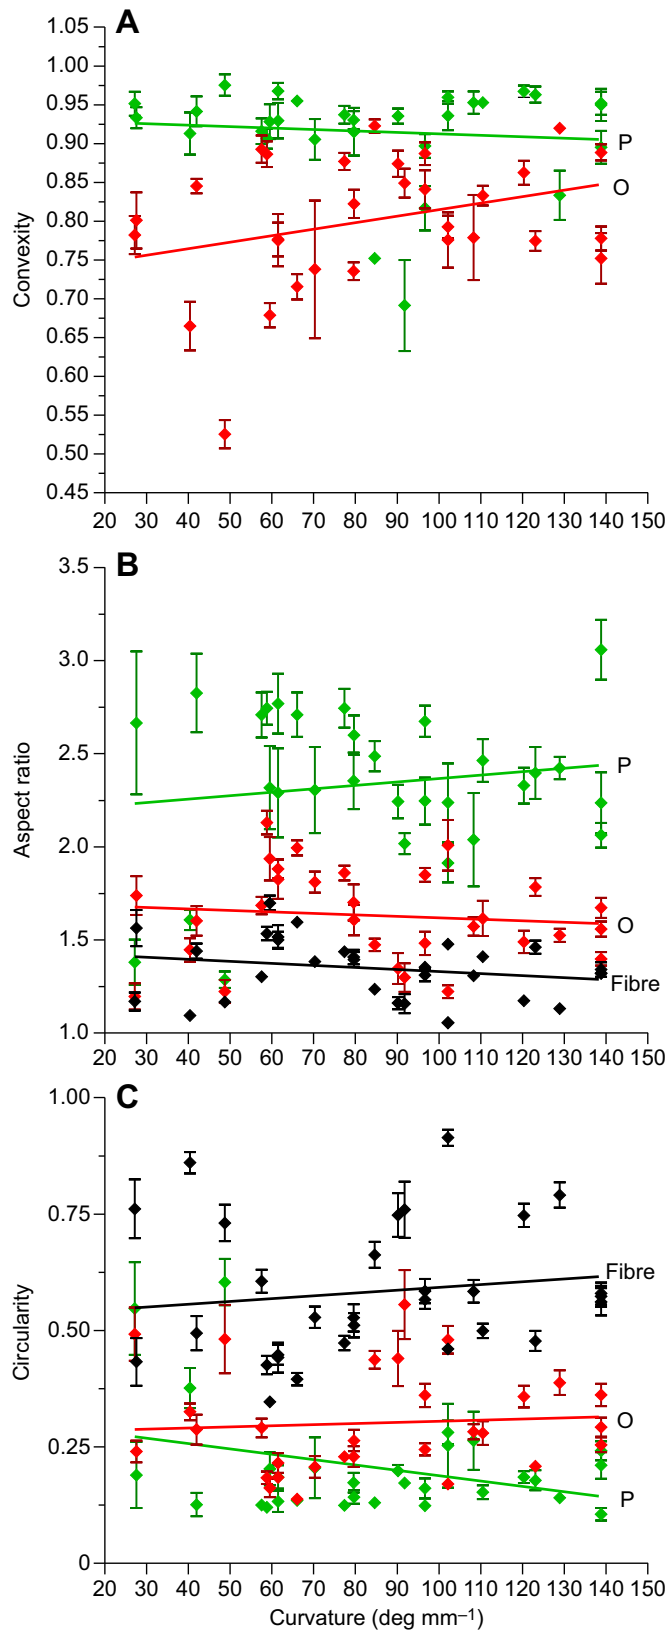 A
1.05
1.00
0.95
0.90
0.85
0.80
0.75
0.70
0.65
0.60
0.55
0.50
0.45
Convexity
P
O
20 30 40 50 60 70 80 90 100 110 120 130 140 150
B
3.5
3.0
2.5
2.0
1.5
1.0
Aspect ratio
P
O
Fibre
20 30 40 50 60 70 80 90 100 110 120 130 140 150
C
1.00
0.75
0.50
0.25
0
Circularity
Fibre
O
P
20 30 40 50 60 70 80 90 100 110 120 130 140 150
Curvature (deg mm⁻¹)